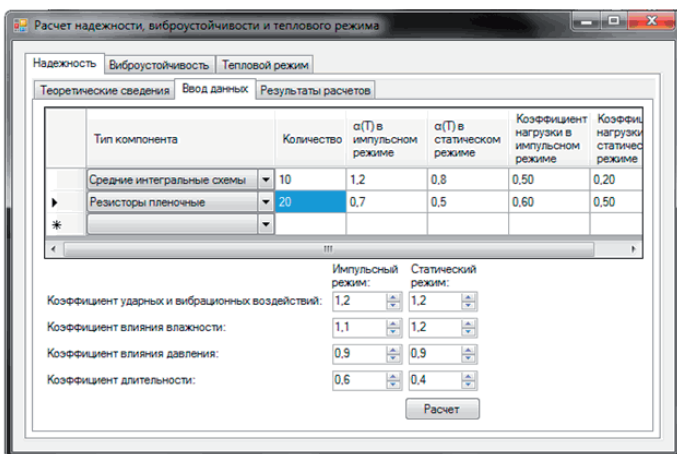 Расчет надежности, виброустойчивости и теплового режима
Надежность Виброустойчивость Тепловой режим
Теоретические сведения Ввод данных Результаты расчетов
Тип компонента Количество α(T) в импульсном режиме α(T) в статическом режиме Коэффициент нагрузки в импульсном режиме Коэффиц нагрузки статичес режиме
Средние интегральные схемы 10 1,2 0,8 0,50 0,20
Резисторы пленочные 20 0,7 0,5 0,60 0,50
Импульсный режим: Статический режим:
Коэффициент ударных и вибрационных воздействий: 1,2 1,2
Коэффициент влияния влажности: 1,1 1,2
Коэффициент влияния давления: 0,9 0,9
Коэффициент длительности: 0,6 0,4
Расчет